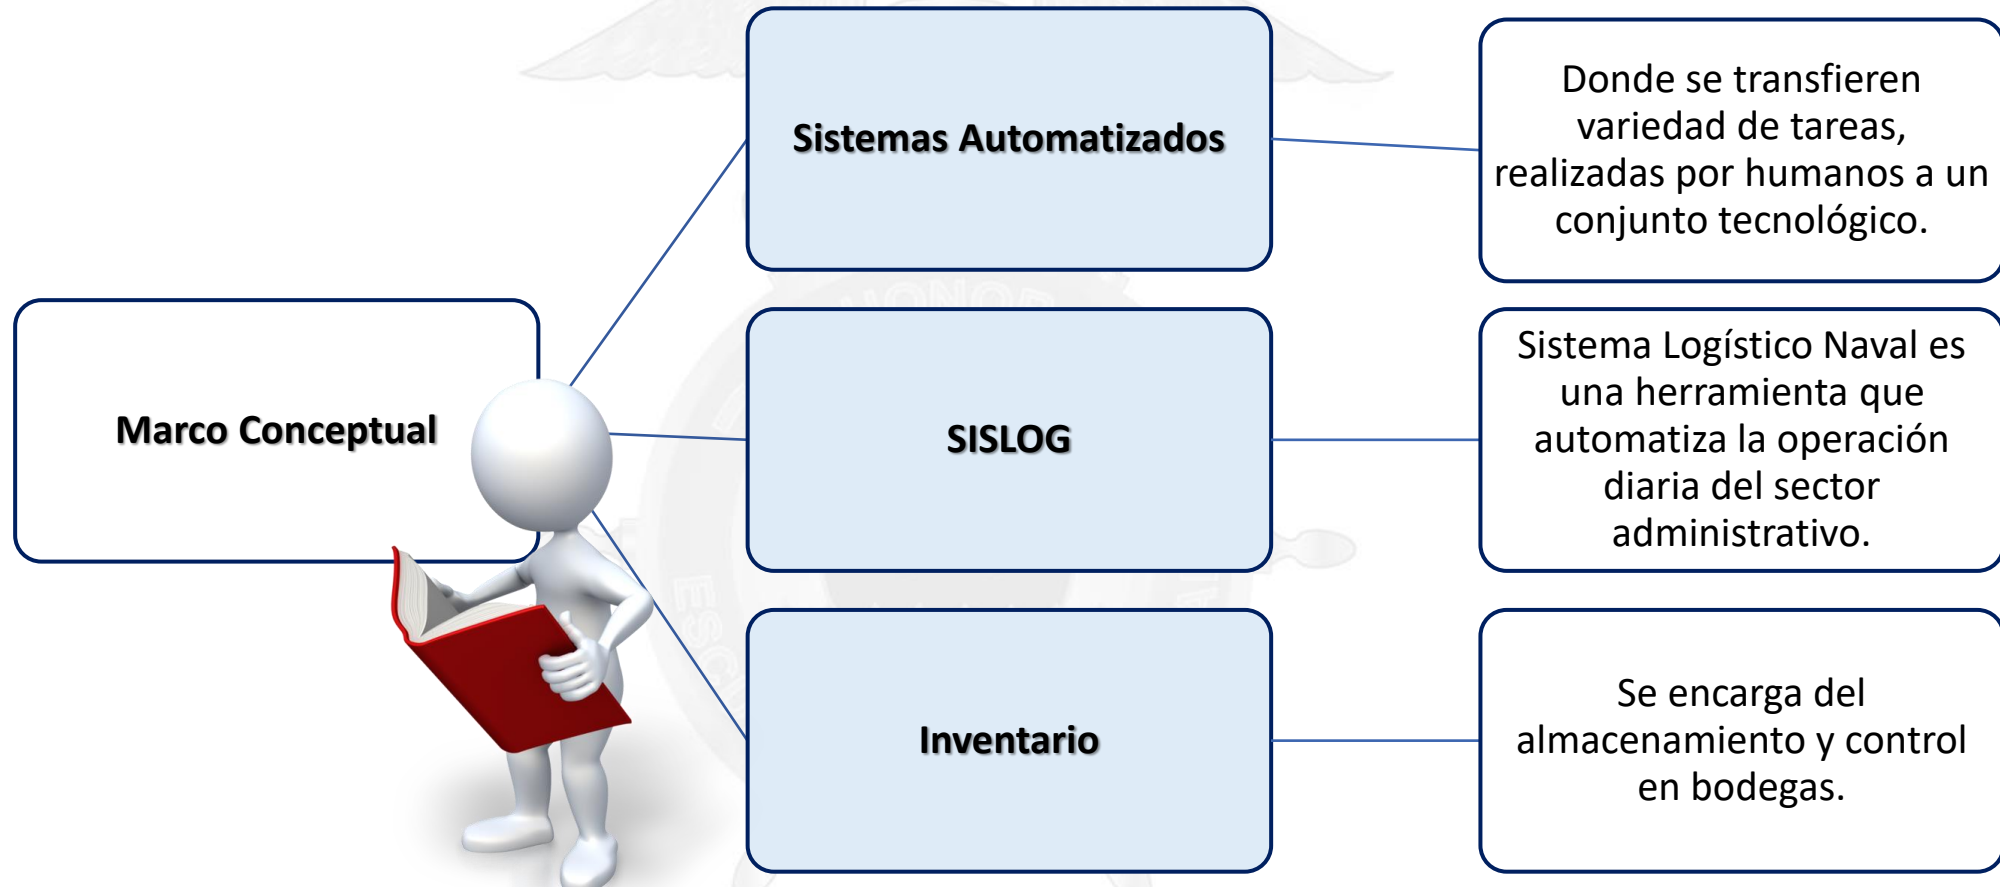 Marco Conceptual
Sistemas Automatizados
Donde se transfieren
variedad de tareas,
realizadas por humanos a un
conjunto tecnológico.
SISLOG
Sistema Logístico Naval es
una herramienta que
automatiza la operación
diaria del sector
administrativo.
Inventario
Se encarga del
almacenamiento y control
en bodegas.
HONOR